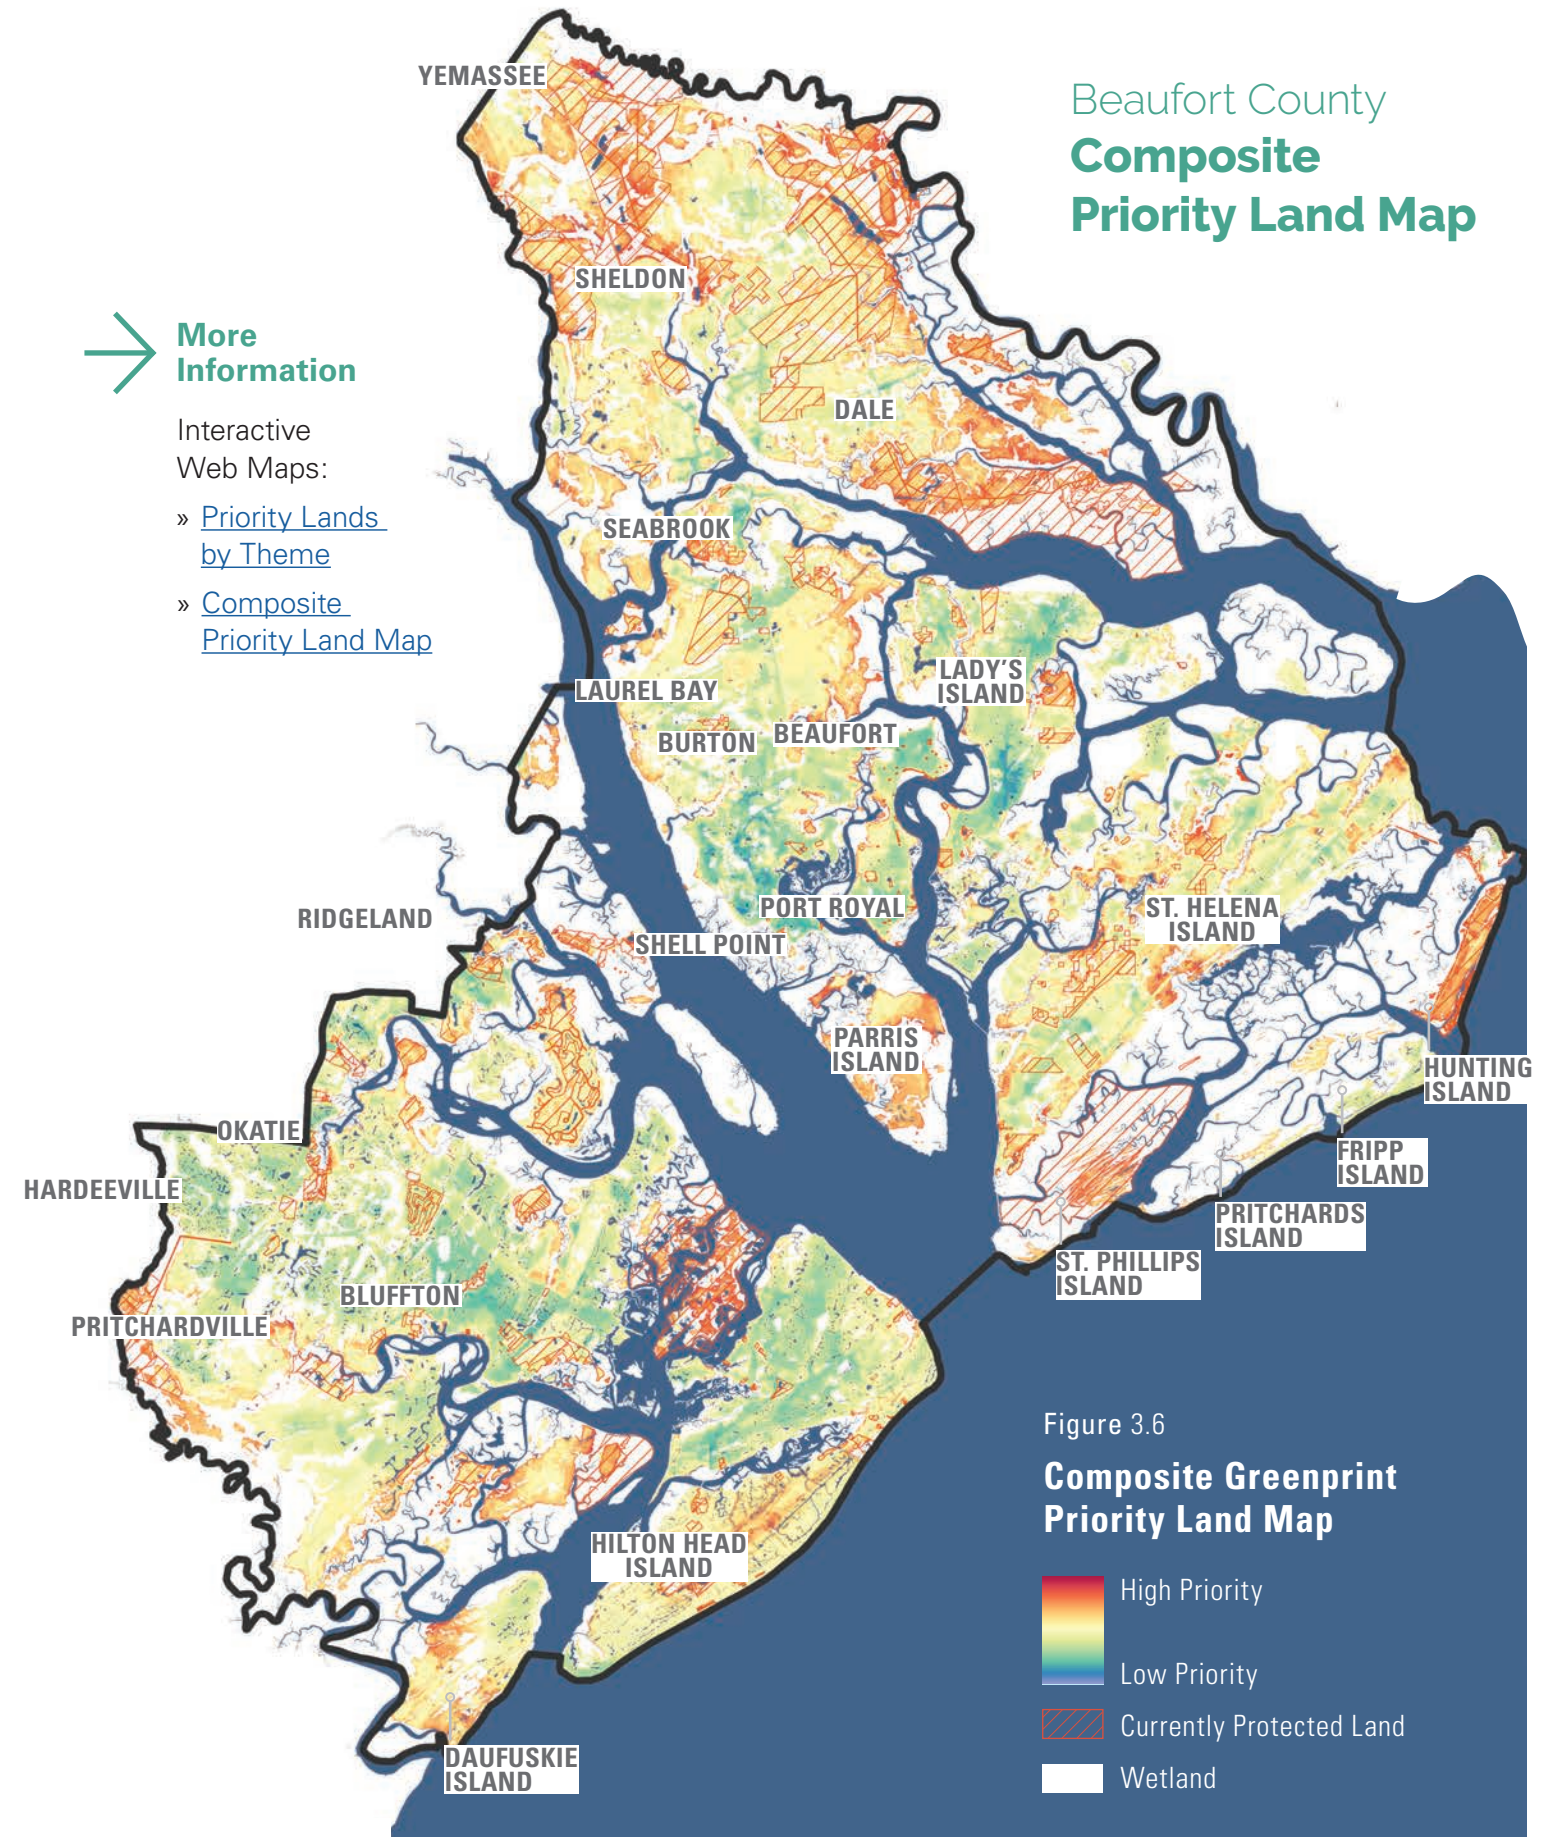 Beaufort County
Composite
Priority Land Map
More
Information
Interactive
Web Maps:
» Priority Lands
by Theme
» Composite
Priority Land Map
YEMASSEE
SHELDON
DALE
SEABROOK
LADY'S
ISLAND
LAUREL BAY
BURTON
BEAUFORT
PORT ROYAL
ST. HELENA
ISLAND
RIDGELAND
SHELL POINT
PARRIS
ISLAND
HUNTING
ISLAND
OKATIE
FRIPP
ISLAND
HARDEEVILLE
PRITCHARDS
ISLAND
ST. PHILLIPS
ISLAND
BLUFFTON
PRITCHARDVILLE
HILTON HEAD
ISLAND
DAUFUSKIE
ISLAND
Figure 3.6
Composite Greenprint
Priority Land Map
High Priority
Low Priority
Currently Protected Land
Wetland